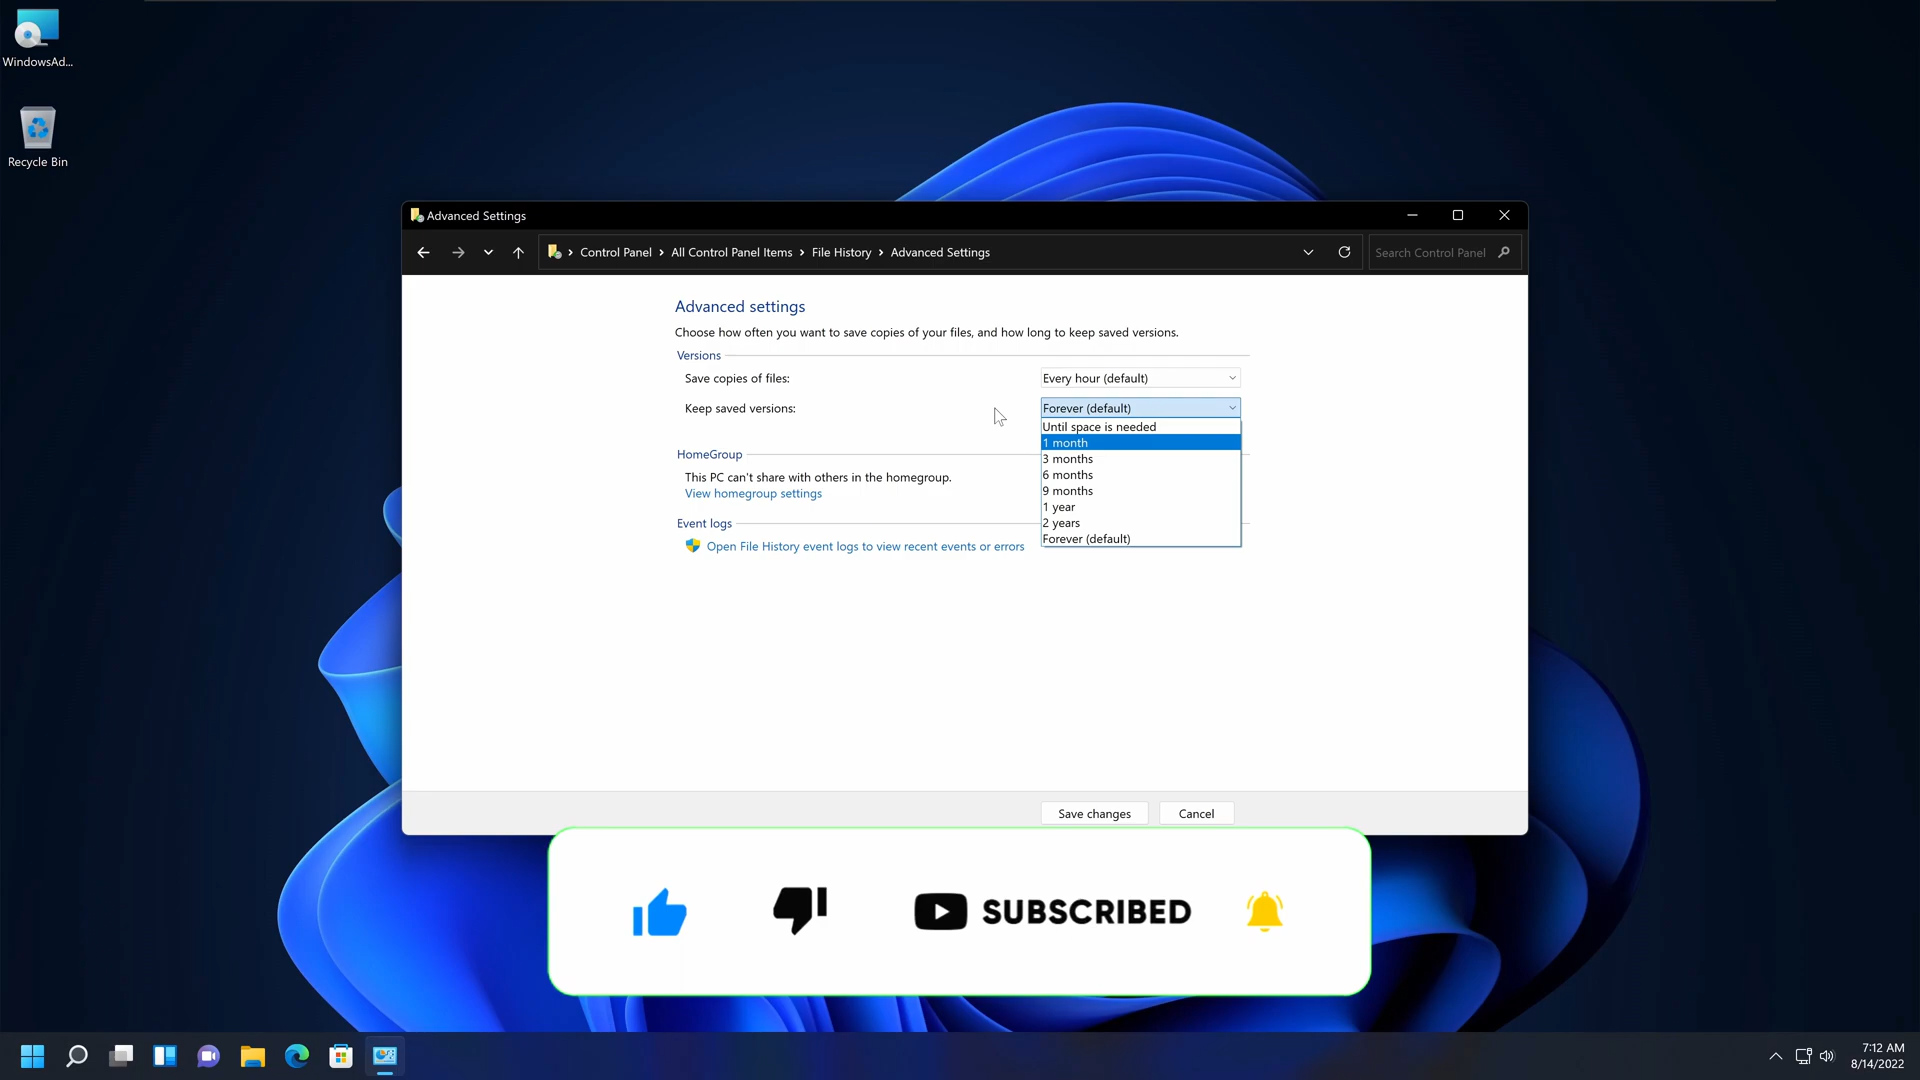 WindowsAd...
Recycle Bin
Advanced Settings
Control Panel > All Control Panel Items > File History > Advanced Settings
Search Control Panel
Advanced settings
Choose how often you want to save copies of your files, and how long to keep saved versions.
Versions
Save copies of files: Every hour (default)
Keep saved versions: Forever (default)
Until space is needed
1 month
3 months
6 months
9 months
1 year
2 years
Forever (default)
HomeGroup
This PC can't share with others in the homegroup.
View homegroup settings
Event logs
Open File History event logs to view recent events or errors
Save changes Cancel
SUBSCRIBED
7:12 AM
8/14/2022